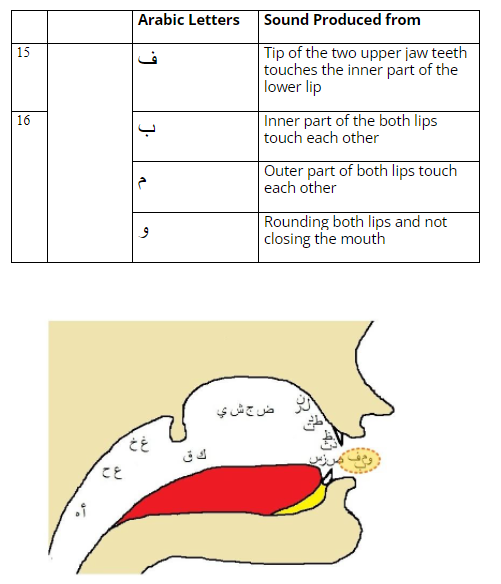 Arabic Letters Sound Produced from
15 ف Tip of the two upper jaw teeth
touches the inner part of the
lower lip
16 ب Inner part of the both lips
touch each other
م Outer part of both lips touch
each other
و Rounding both lips and not
closing the mouth
ض ج ش ي
غ خ
ك ق
ع ح
أ ه
ص ز س